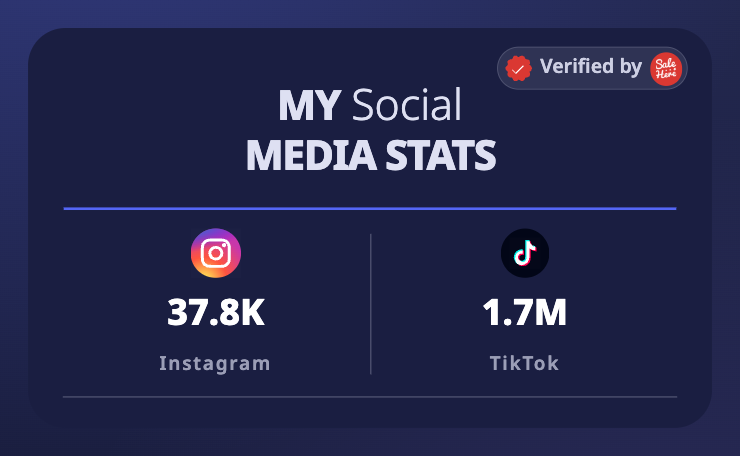 Verified by
Sale
Here
MY Social
MEDIA STATS
37.8K
1.7M
Instagram
TikTok